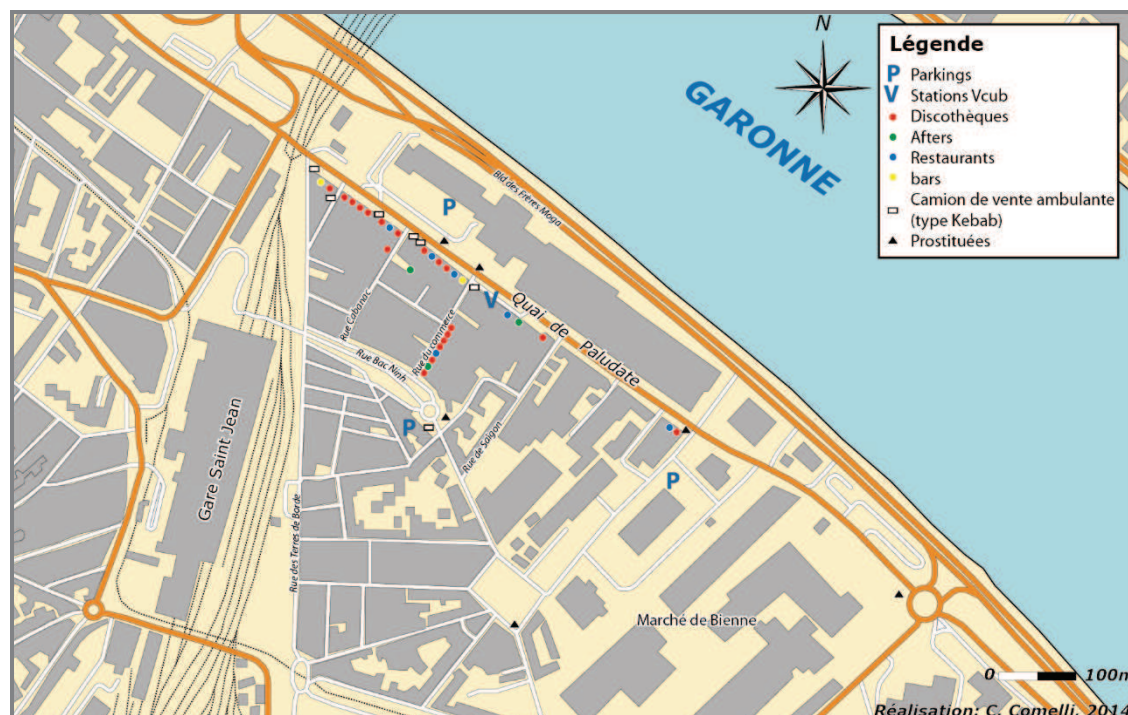 N
GARONNE
Légende
P Parkings
V Stations Vcub
Discothèques
Afters
Restaurants
bars
Camion de vente ambulante
(type Kebab)
Prostituées
Bld des Frères Moga
P
V
Quai de Paludate
Rue Cabanac
Rue du commerce
Rue Bac Ninh
P
Rue de Saïgon
P
Gare Saint Jean
Rue des Terres de Borde
Marché de Bienne
0 100m
Réalisation: C. Comelli, 2014